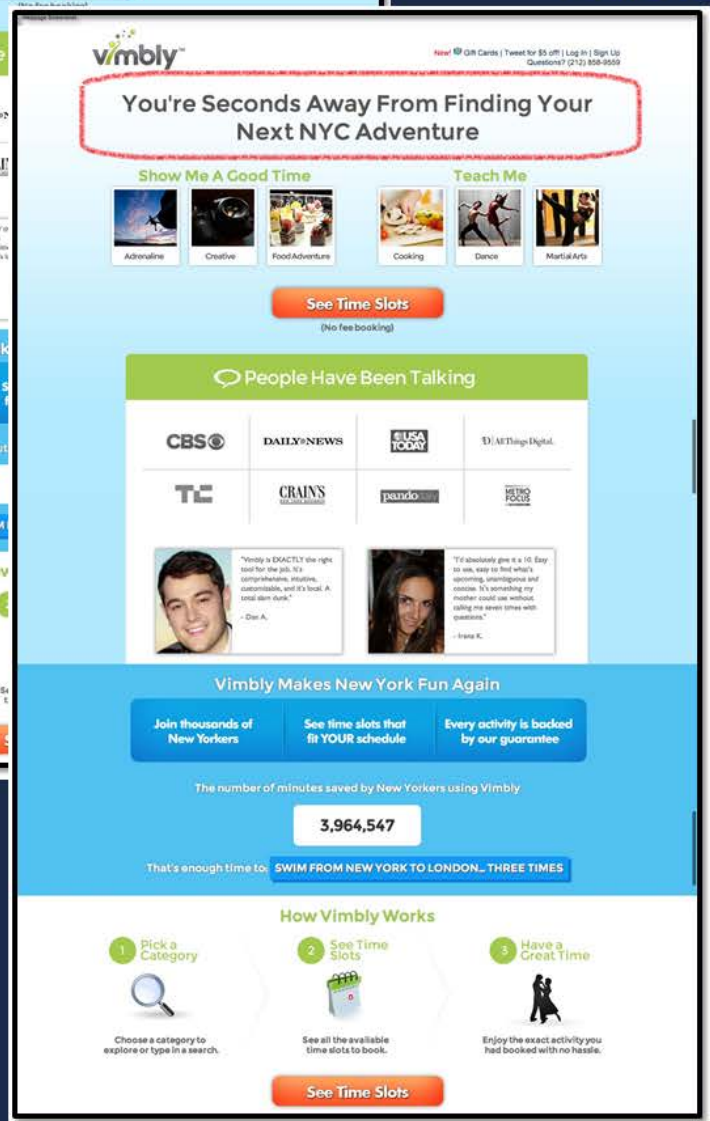 vimbly
New! Gift Cards | Tweet for $5 off! | Log In | Sign Up
Questions? (212) 858-9559
You're Seconds Away From Finding Your
Next NYC Adventure
Show Me A Good Time
Teach Me
Adrenaline
Creative
Food Adventure
Cooking
Dance
Martial Arts
See Time Slots
(No fee booking)
People Have Been Talking
CBS
DAILY NEWS
USA
TODAY
D | All Things Digital.
TC
CRAIN'S
pando
METRO
FOCUS
"Vimbly is EXACTLY the right
tool for the job. It's
comprehensive, intuitive,
customizable, and it's local. A
total slam dunk."
- Dan A.
"I'd absolutely give it a 10. Easy
to use, easy to find what's
upcoming, unambiguous and
concise. It's something my
mother could use without
calling me seven times with
questions."
- Irena K.
Vimbly Makes New York Fun Again
Join thousands of
New Yorkers
See time slots that
fit YOUR schedule
Every activity is backed
by our guarantee
The number of minutes saved by New Yorkers using Vimbly
3,964,547
That's enough time to: SWIM FROM NEW YORK TO LONDON... THREE TIMES
How Vimbly Works
1 Pick a
Category
2 See Time
Slots
3 Have a
Great Time
Choose a category to
explore or type in a search.
See all the available
time slots to book.
Enjoy the exact activity you
had booked with no hassle.
See Time Slots